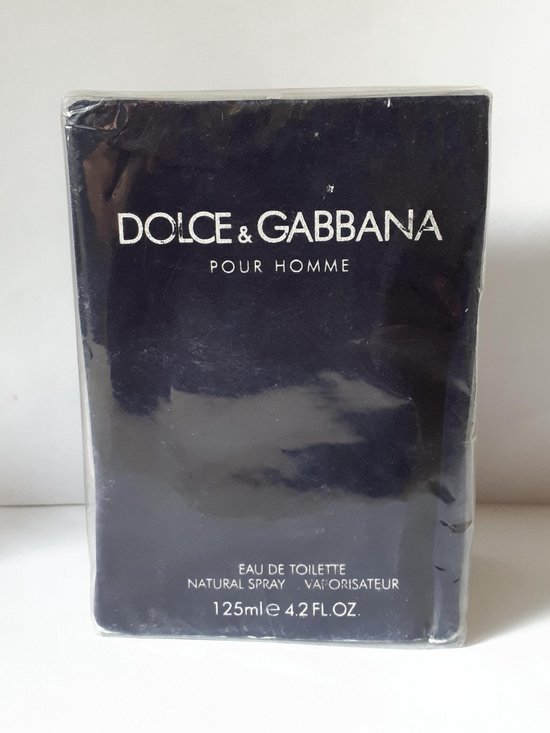 DOLCE & GABBANA
POUR HOMME
EAU DE TOILETTE
NATURAL SPRAY VAPORISATEUR
125ml e 4.2 FL.OZ.